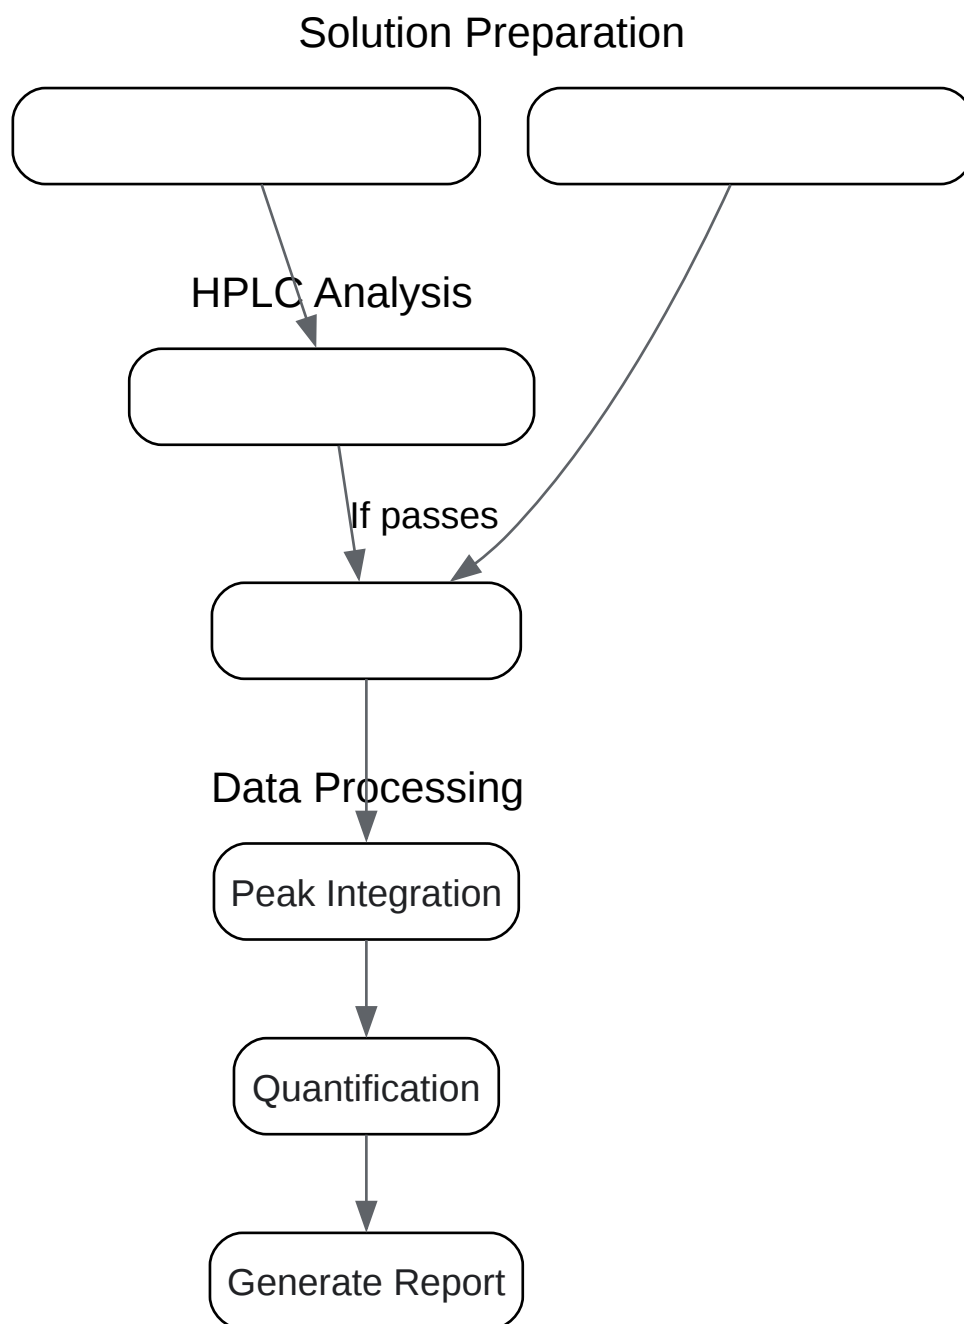 Solution Preparation
HPLC Analysis
If passes
Data Processing
Peak Integration
Quantification
Generate Report